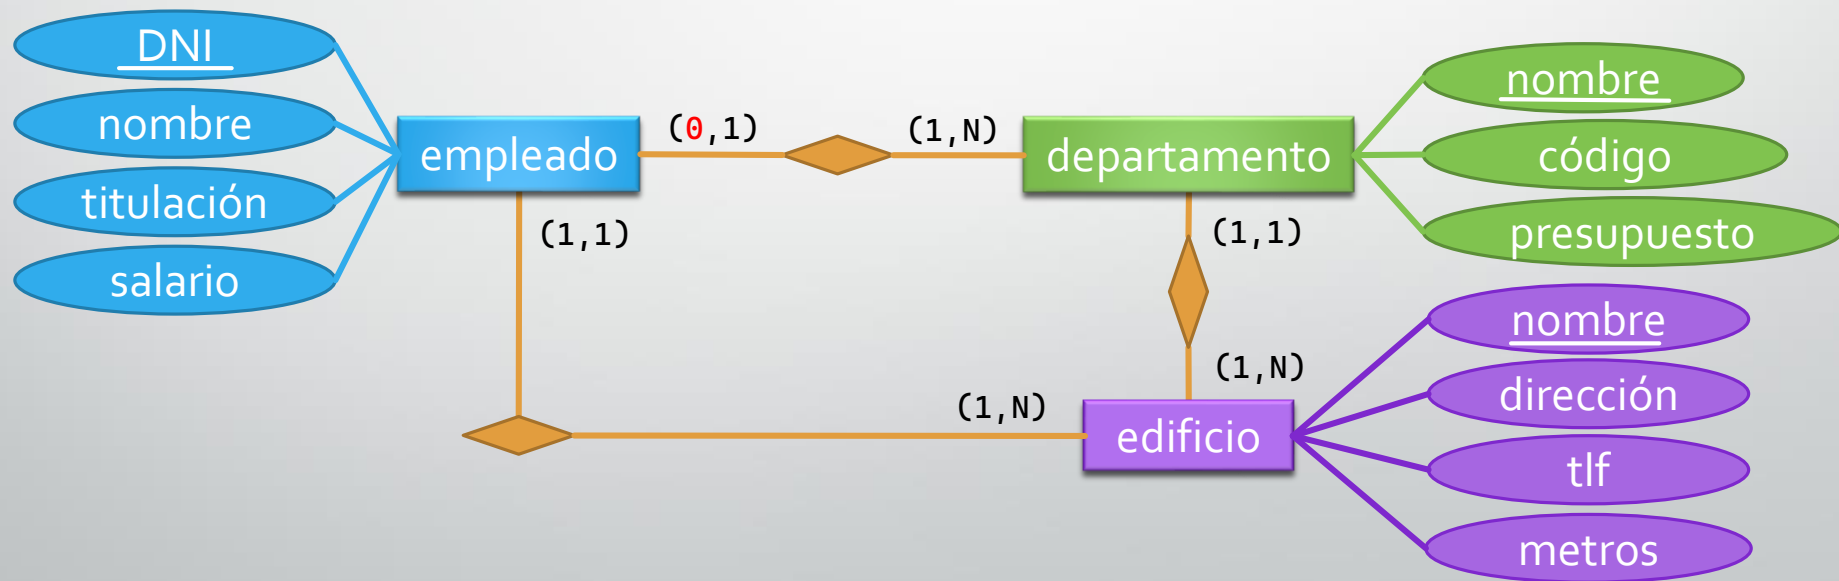 DNI
nombre
titulación
salario
empleado
(0,1)
(1,N)
departamento
nombre
código
presupuesto
(1,1)
(1,1)
(1,N)
(1,N)
edificio
nombre
dirección
tlf
metros